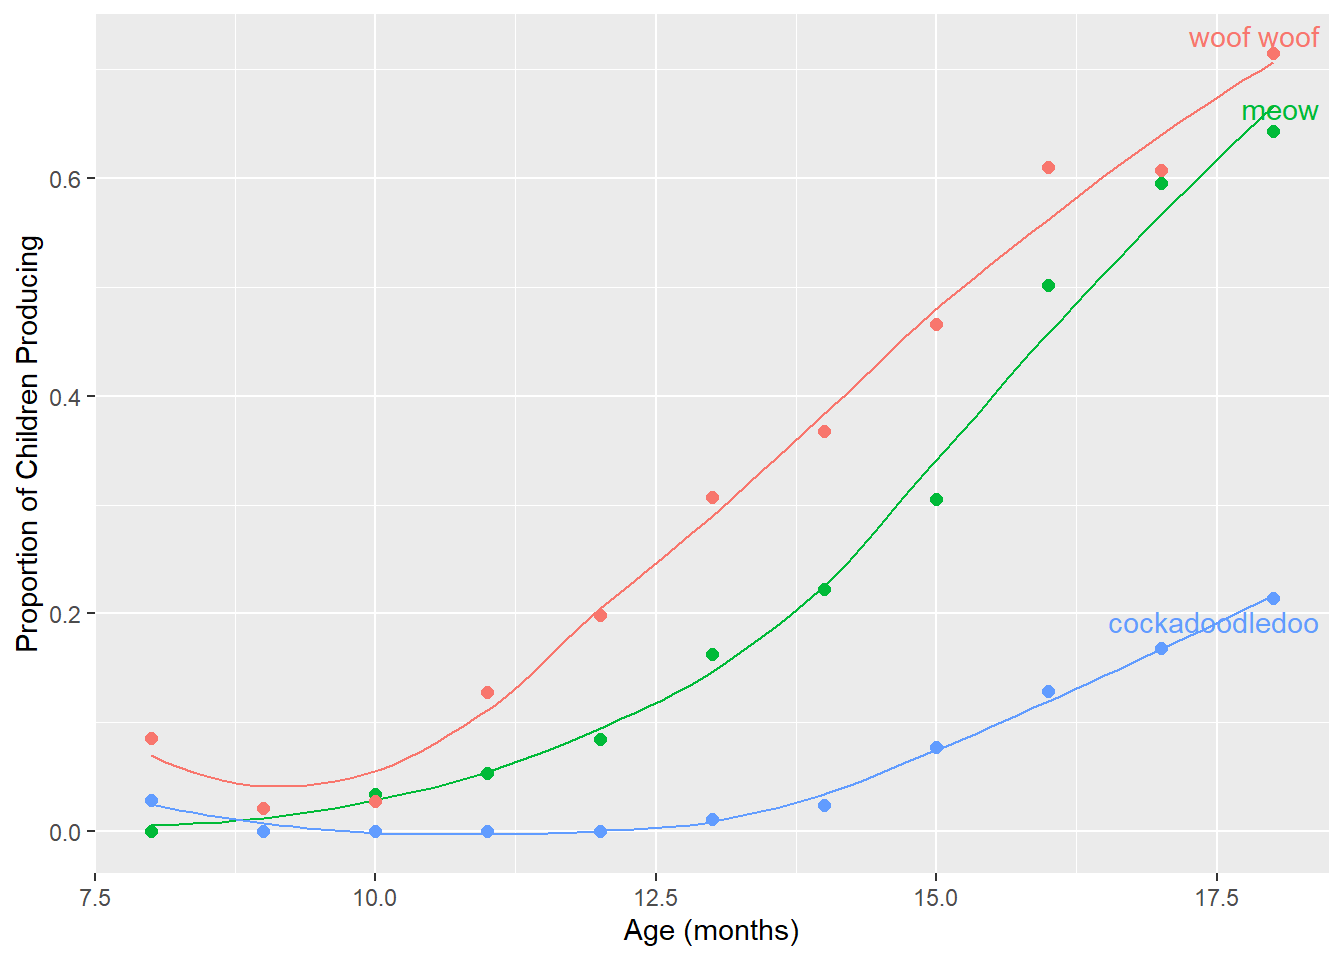 woof woof
meow
cockadoodledoo
0.6
0.4
0.2
0.0
7.5 10.0 12.5 15.0 17.5
Age (months)
Proportion of Children Producing